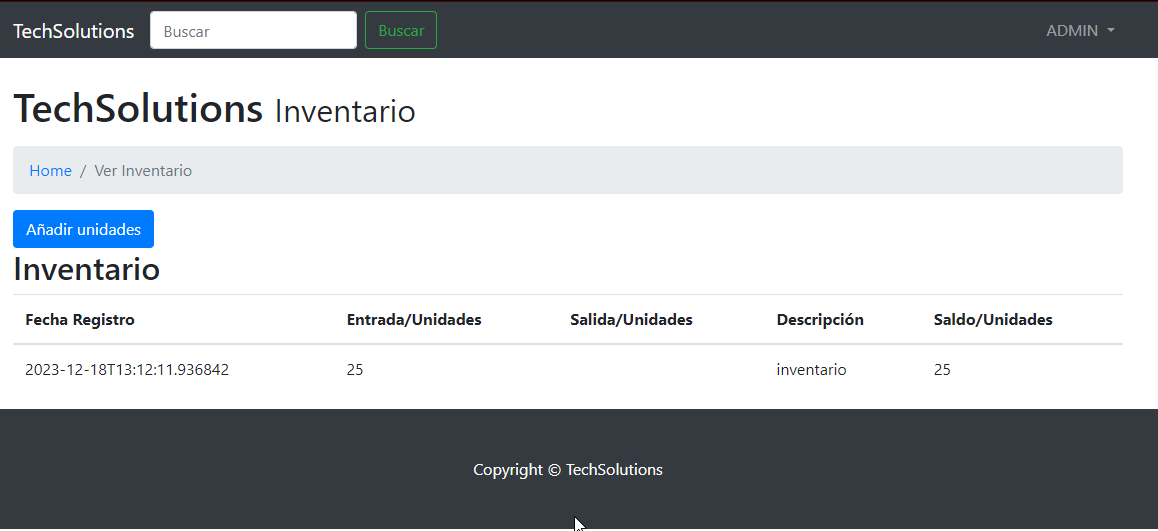 TechSolutions Buscar Buscar ADMIN
TechSolutions Inventario
Home / Ver Inventario
Añadir unidades
Inventario
Fecha Registro Entrada/Unidades Salida/Unidades Descripción Saldo/Unidades
2023-12-18T13:12:11.936842 25 inventario 25
Copyright © TechSolutions